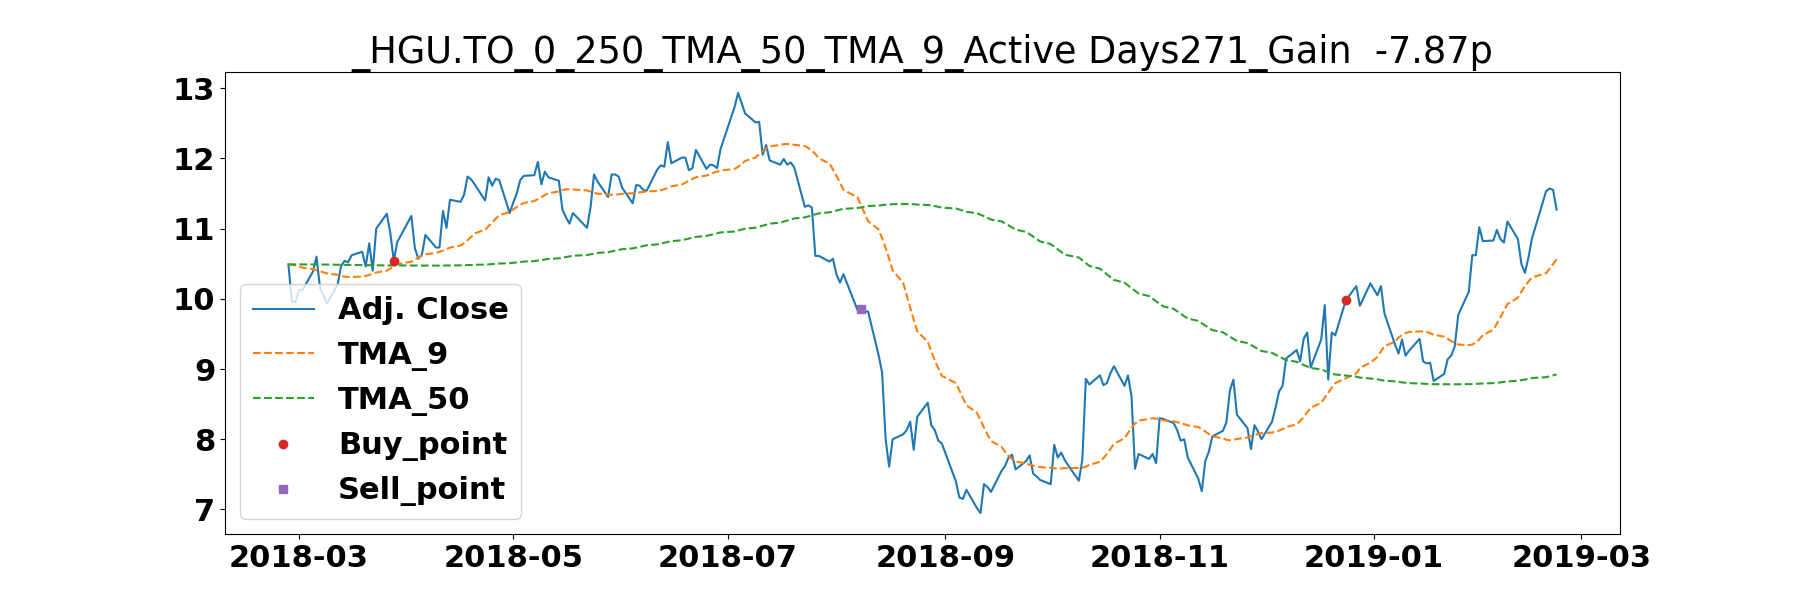 _HGU.TO_0_250_TMA_50_TMA_9_Active Days271_Gain  -7.87p
13
12
11
10
9
8
7
Adj. Close
TMA_9
TMA_50
Buy_point
Sell_point
2018-03 2018-05 2018-07 2018-09 2018-11 2019-01 2019-03